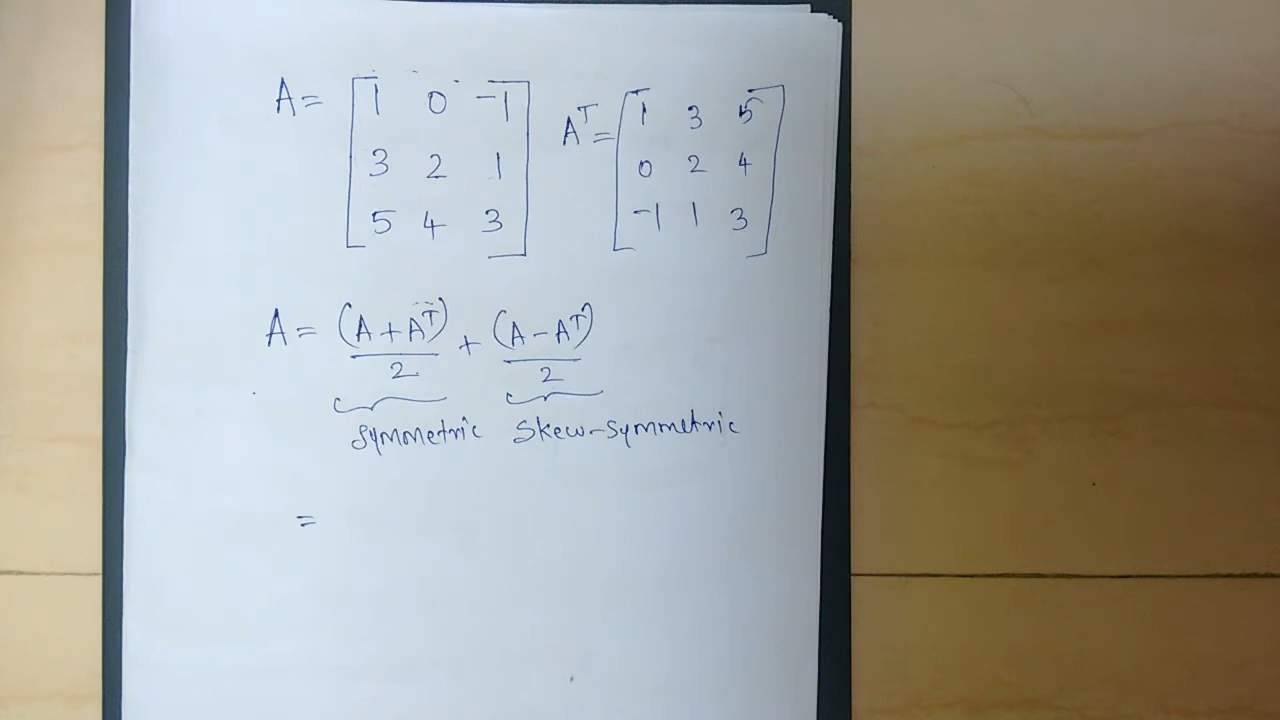 A = [1 0 -1
3 2 1
5 4 3]
A^T = [1 3 5
0 2 4
-1 1 3]
A = (A + A^T)/2 + (A - A^T)/2
Symmetric Skew-Symmetric
=